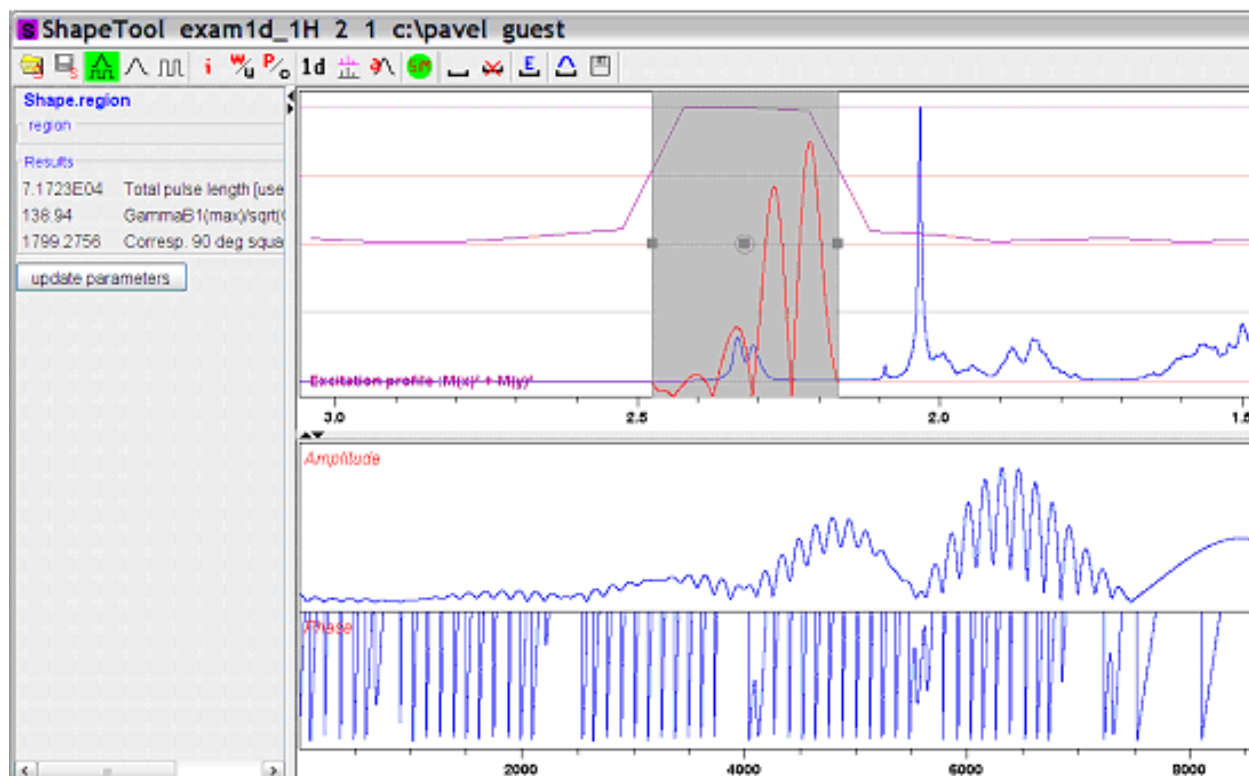 ShapeTool exam1d_1H 2 1 c:\pavel guest
i W/u P/o 1d SIM E
Shape.region
region
Results
7.1723E04 Total pulse length [use
138.94 GammaB1(max)/sqrt(
1799.2756 Corresp. 90 deg squa
update parameters
Excitation profile (M(x)² + M(y)²
3.0 2.5 2.0 1.5
Amplitude
Phase
2000 4000 6000 8000